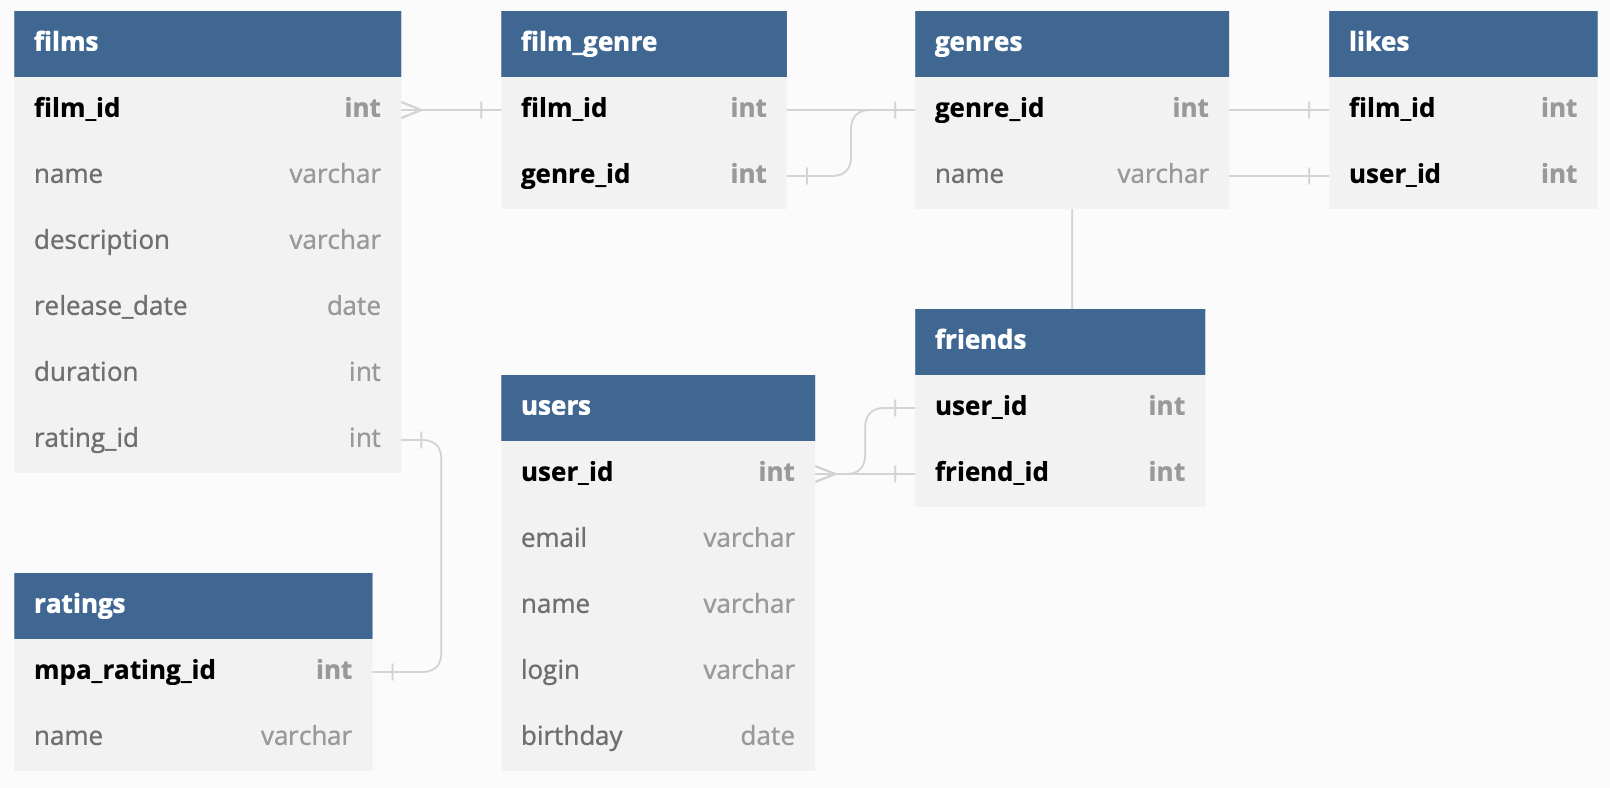 films
film_id int
name varchar
description varchar
release_date date
duration int
rating_id int
film_genre
film_id int
genre_id int
genres
genre_id int
name varchar
likes
film_id int
user_id int
friends
user_id int
friend_id int
users
user_id int
email varchar
name varchar
login varchar
birthday date
ratings
mpa_rating_id int
name varchar